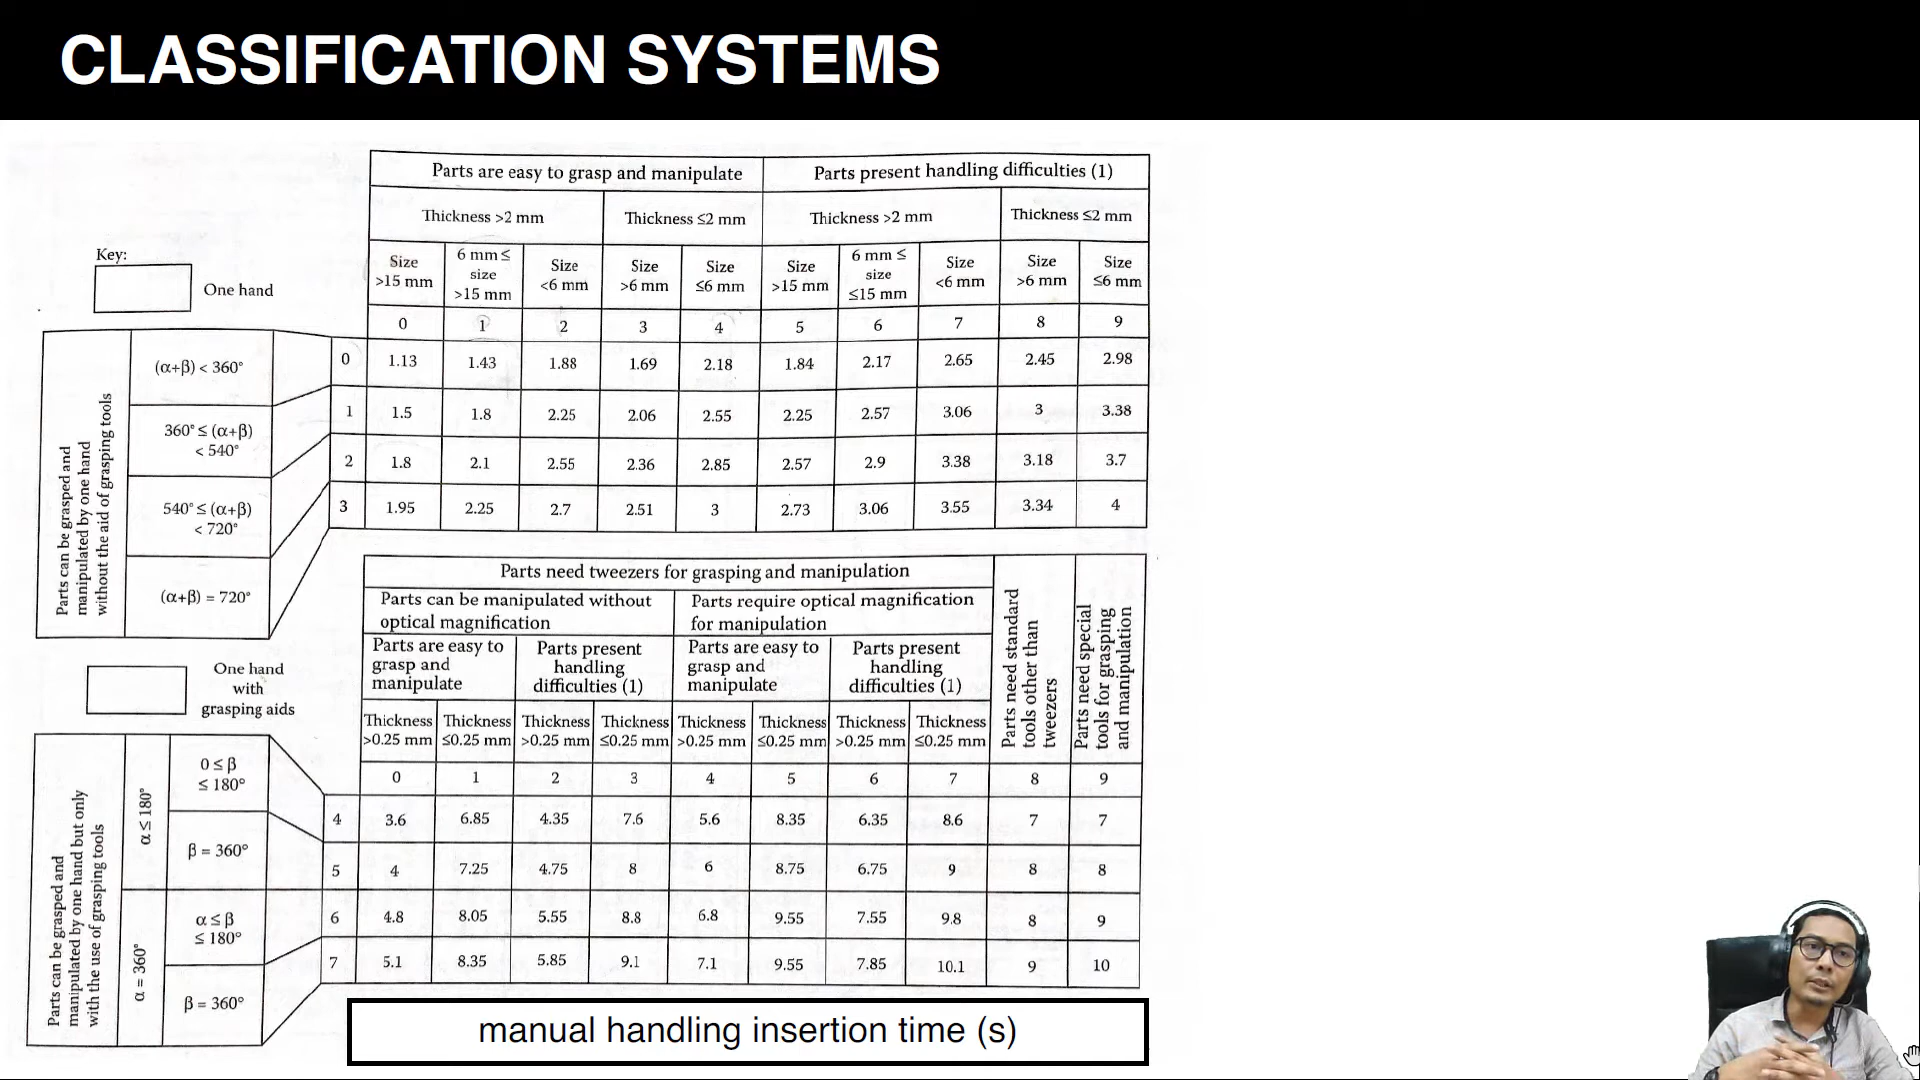 CLASSIFICATION SYSTEMS
Parts are easy to grasp and manipulate
Parts present handling difficulties (1)
Thickness >2 mm
Thickness ≤2 mm
Thickness >2 mm
Thickness ≤2 mm
Key:
One hand
Size
>15 mm
6 mm≤
size
>15 mm
Size
<6 mm
Size
>6 mm
Size
≤6 mm
Size
>15 mm
6 mm ≤
size
≤15 mm
Size
<6 mm
Size
>6 mm
Size
≤6 mm
0 1 2 3 4 5 6 7 8 9
Parts can be grasped and
manipulated by one hand
without the aid of grasping tools
(α+β) < 360°
360° ≤ (α+β)
< 540°
540° ≤ (α+β)
< 720°
(α+β) = 720°
0 1.13 1.43 1.88 1.69 2.18 1.84 2.17 2.65 2.45 2.98
1 1.5 1.8 2.25 2.06 2.55 2.25 2.57 3.06 3 3.38
2 1.8 2.1 2.55 2.36 2.85 2.57 2.9 3.38 3.18 3.7
3 1.95 2.25 2.7 2.51 3 2.73 3.06 3.55 3.34 4
Parts need tweezers for grasping and manipulation
Parts can be manipulated without
optical magnification
Parts require optical magnification
for manipulation
Parts are easy to
grasp and
manipulate
Parts present
handling
difficulties (1)
Parts are easy to
grasp and
manipulate
Parts present
handling
difficulties (1)
Parts need standard
tools other than
tweezers
Parts need special
tools for grasping
and manipulation
One hand
with
grasping aids
Thickness
>0.25 mm
Thickness
≤0.25 mm
Thickness
>0.25 mm
Thickness
≤0.25 mm
Thickness
>0.25 mm
Thickness
≤0.25 mm
Thickness
>0.25 mm
Thickness
≤0.25 mm
0 1 2 3 4 5 6 7 8 9
Parts can be grasped and
manipulated by one hand but only
with the use of grasping tools
α ≤ 180°
0 ≤ β
≤ 180°
β = 360°
α = 360°
α ≤ β
≤ 180°
β = 360°
4 3.6 6.85 4.35 7.6 5.6 8.35 6.35 8.6 7 7
5 4 7.25 4.75 8 6 8.75 6.75 9 8 8
6 4.8 8.05 5.55 8.8 6.8 9.55 7.55 9.8 8 9
7 5.1 8.35 5.85 9.1 7.1 9.55 7.85 10.1 9 10
manual handling insertion time (s)